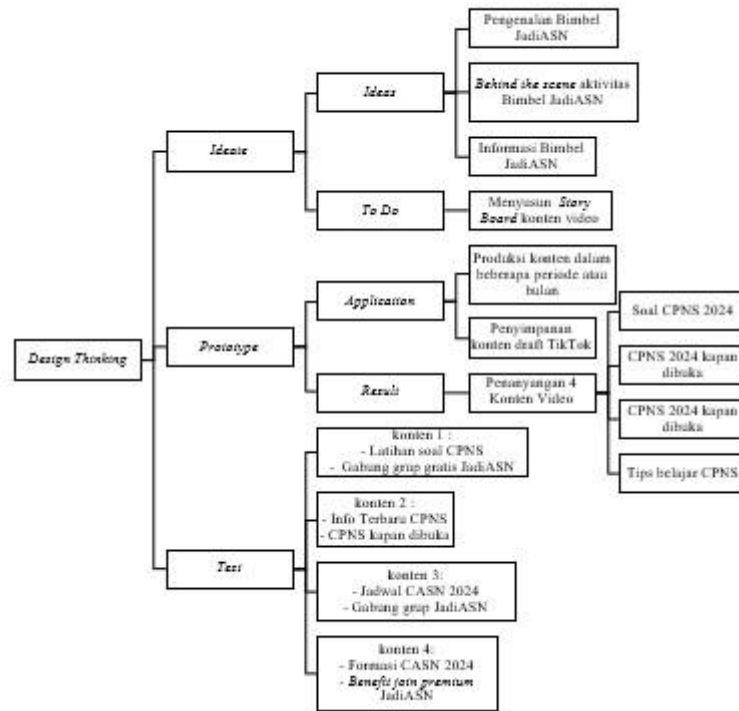 Design Thinking
Ideate
Ideas
Pengenalan Bimbel
JadiASN
Behind the scene aktivitas
Bimbel JadiASN
Informasi Bimbel
JadiASN
To Do
Menyusun Story
Board konten video
Prototype
Application
Produksi konten dalam
beberapa periode atau
bulan
Penyimpanan
konten draft TikTok
Result
Penanyangan 4
Konten Video
Soal CPNS 2024
CPNS 2024 kapan
dibuka
CPNS 2024 kapan
dibuka
Tips belajar CPNS
Test
konten 1 :
- Latihan soal CPNS
- Gabung grup gratis JadiASN
konten 2 :
- Info Terbaru CPNS
- CPNS kapan dibuka
konten 3:
- Jadwal CASN 2024
- Gabung grup JadiASN
konten 4:
- Formasi CASN 2024
- Benefit join premium
JadiASN